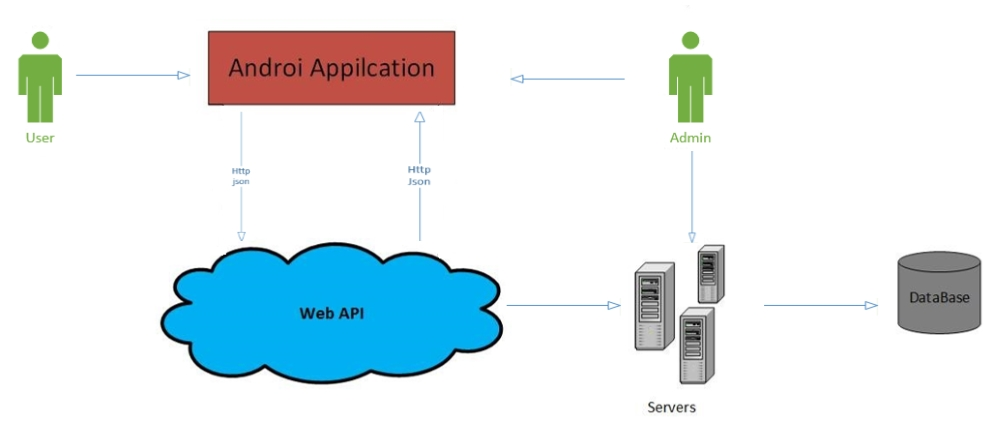 Androi Appilcation
User
Admin
Http
json
Http
Json
Web API
DataBase
Servers